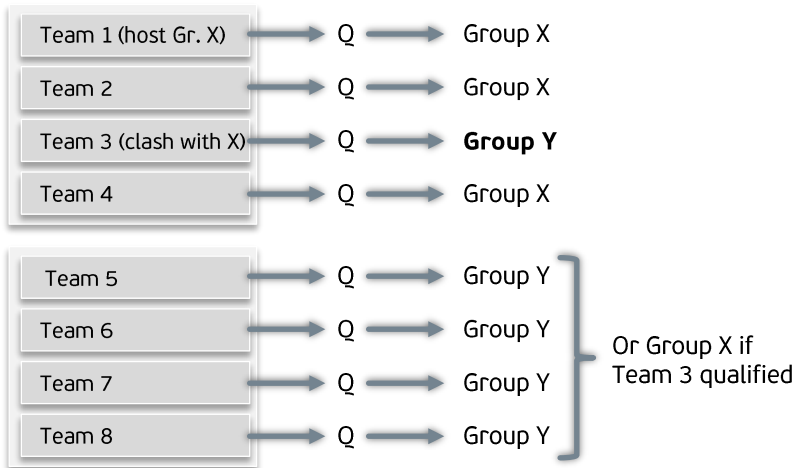 Team 1 (host Gr. X) Q Group X
Team 2 Q Group X
Team 3 (clash with X) Q Group Y
Team 4 Q Group X
Team 5 Q Group Y
Team 6 Q Group Y
Team 7 Q Group Y
Team 8 Q Group Y
Or Group X if
Team 3 qualified